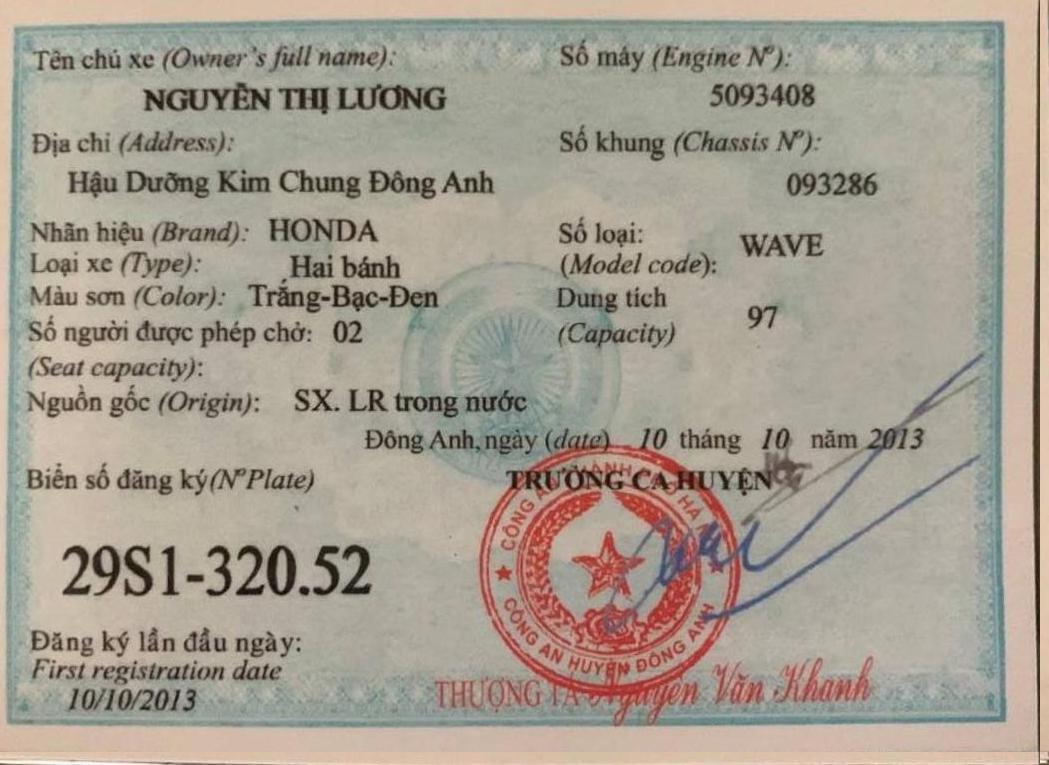 Tên chủ xe (Owner's full name):
NGUYỄN THỊ LƯƠNG
Số máy (Engine Nº):
5093408
Địa chỉ (Address):
Hậu Dưỡng Kim Chung Đông Anh
Số khung (Chassis Nº):
093286
Nhãn hiệu (Brand): HONDA
Số loại: WAVE
(Model code):
Loại xe (Type): Hai bánh
Màu sơn (Color): Trắng-Bạc-Đen
Dung tích 97
(Capacity)
Số người được phép chở: 02
(Seat capacity):
Nguồn gốc (Origin): SX. LR trong nước
Đông Anh, ngày (date) 10 tháng 10 năm 2013
Biển số đăng ký(NºPlate)
TRƯỞNG CA HUYỆN
29S1-320.52
CÔNG AN THÀNH PHỐ HÀ
CÔNG AN HUYỆN ĐÔNG ANH
Đăng ký lần đầu ngày:
First registration date
10/10/2013
THƯỢNG TÁ Nguyễn Văn Khanh